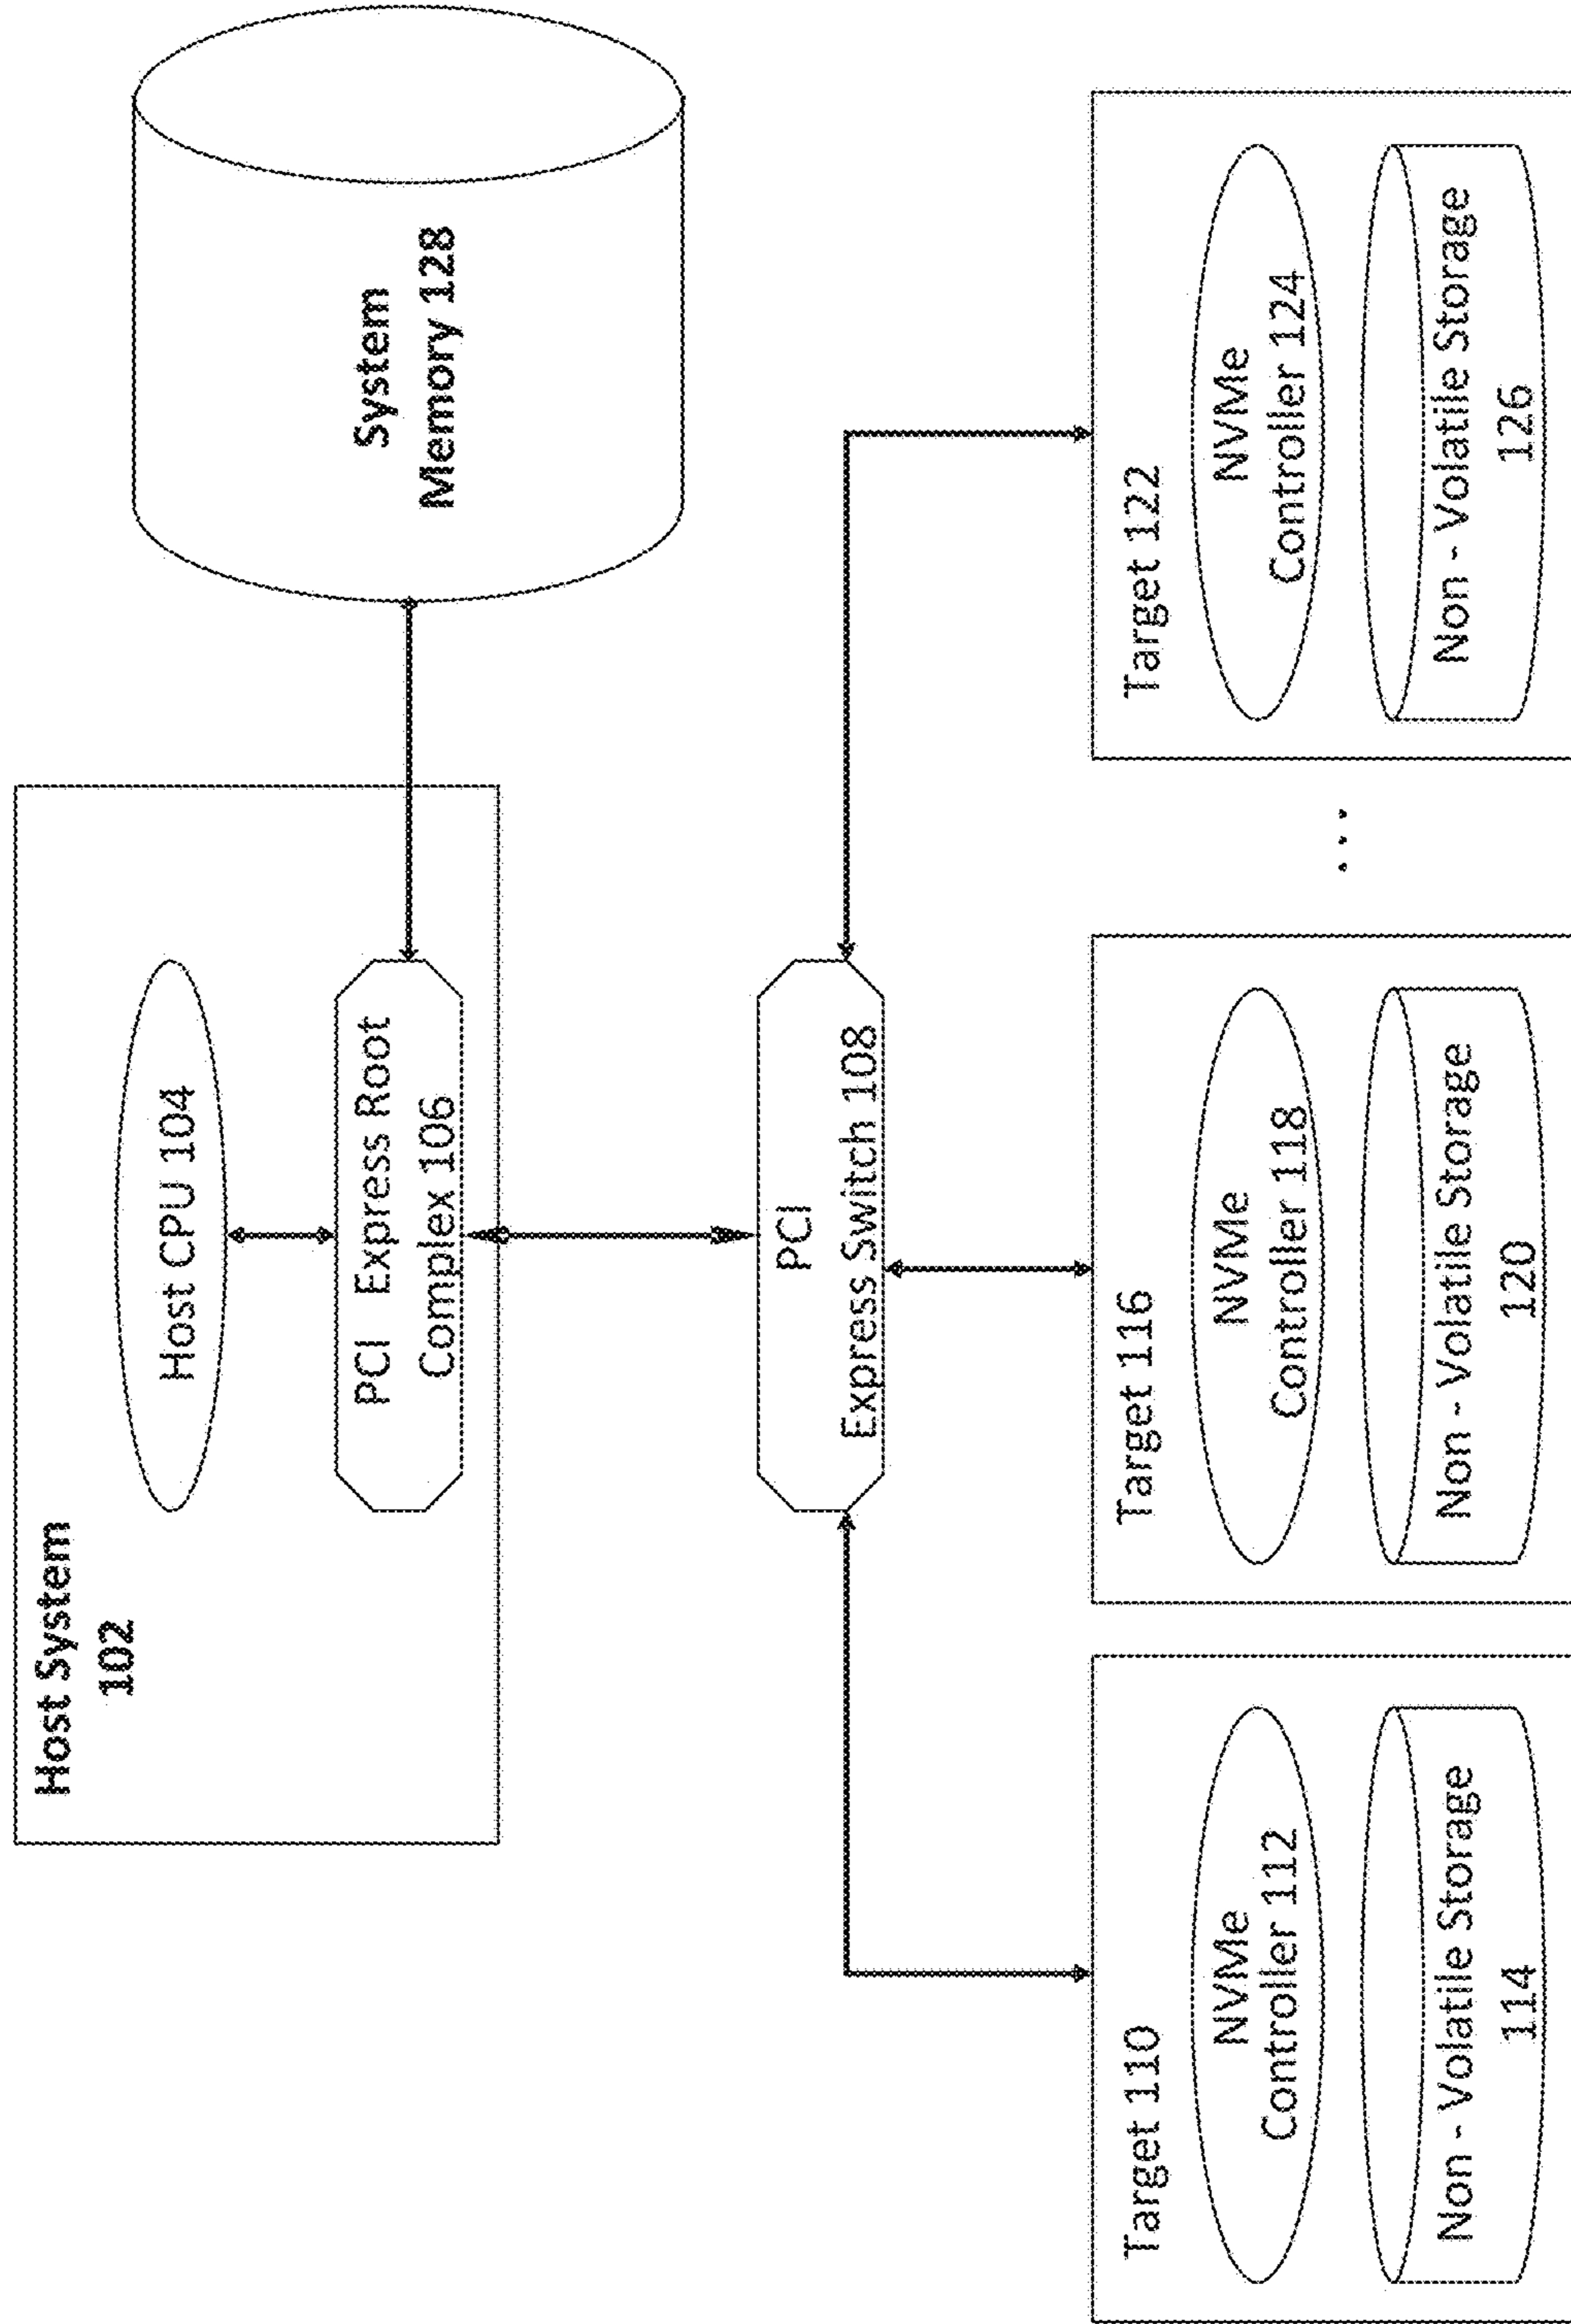 Host System
102
Host CPU 104
PCI Express Root
Complex 106
System
Memory 128
PCI
Express Switch 108
Target 110
NVMe
Controller 112
Non - Volatile Storage
114
Target 116
NVMe
Controller 118
Non - Volatile Storage
120
...
Target 122
NVMe
Controller 124
Non - Volatile Storage
126